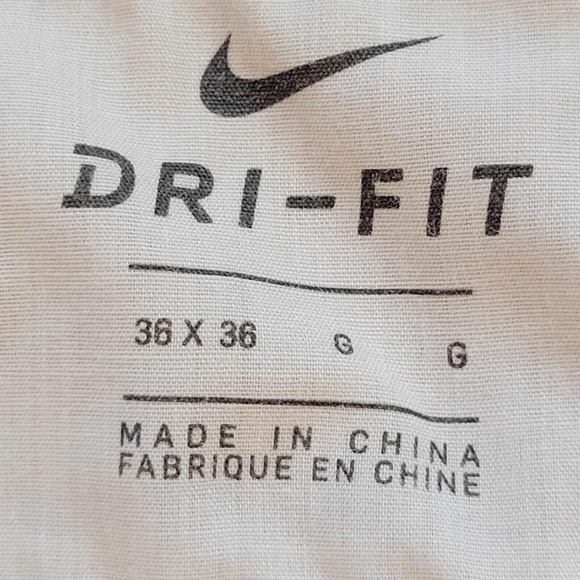 DRI-FIT
36 X 36 G G
MADE IN CHINA
FABRIQUE EN CHINE